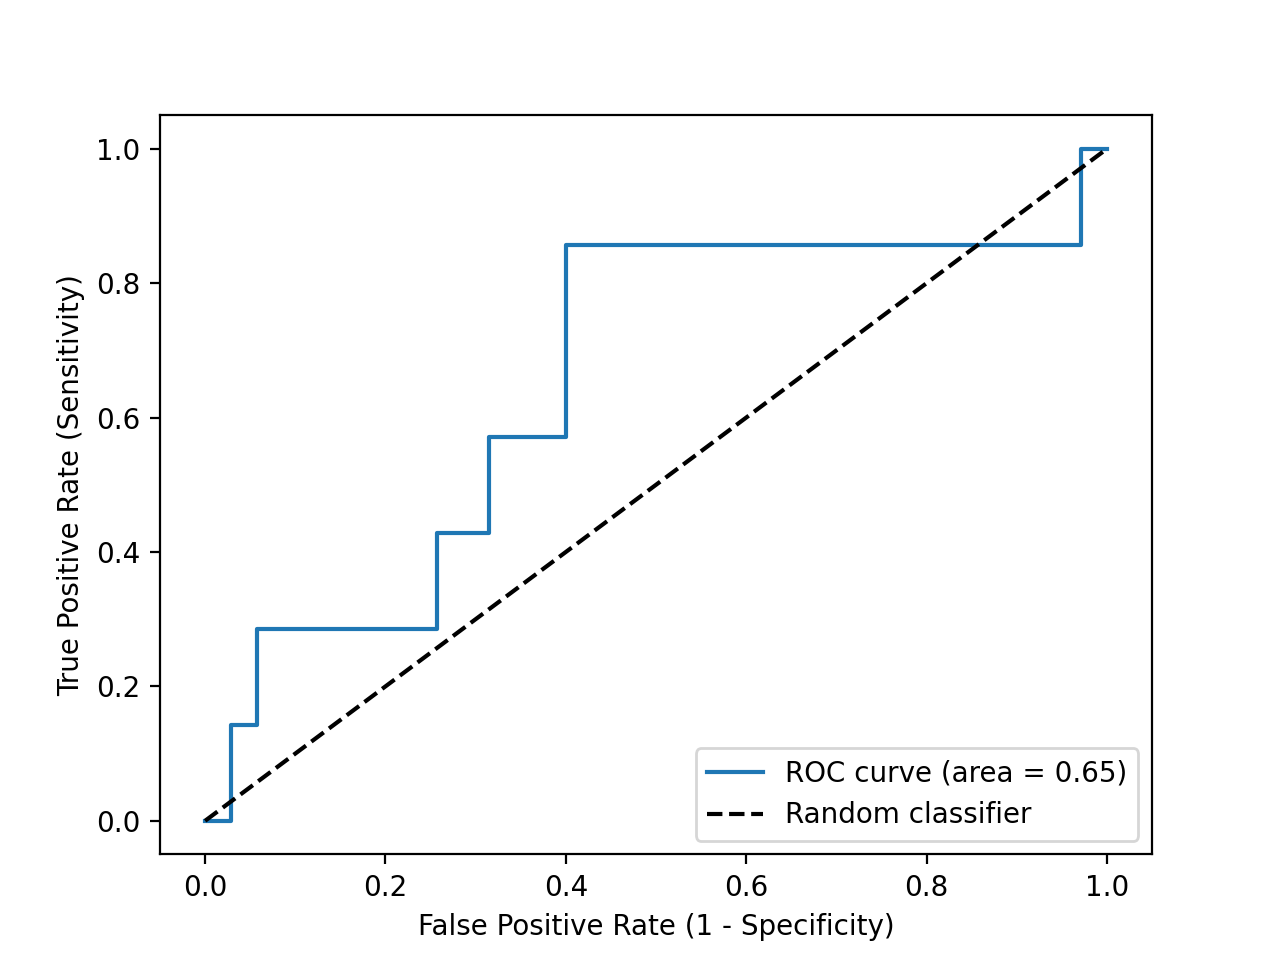 1.0
0.8
0.6
0.4
0.2
0.0
True Positive Rate (Sensitivity)
ROC curve (area = 0.65)
Random classifier
0.0 0.2 0.4 0.6 0.8 1.0
False Positive Rate (1 - Specificity)